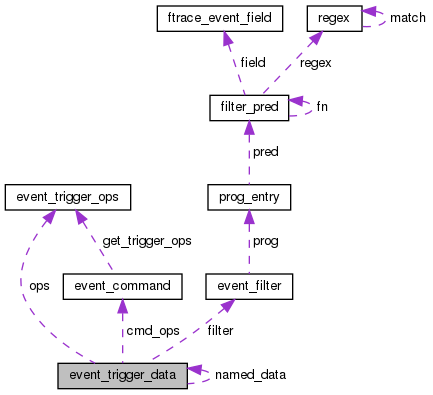 ftrace_event_field
regex
match
field
regex
filter_pred
fn
pred
event_trigger_ops
prog_entry
get_trigger_ops
prog
ops
event_command
event_filter
cmd_ops
filter
event_trigger_data
named_data